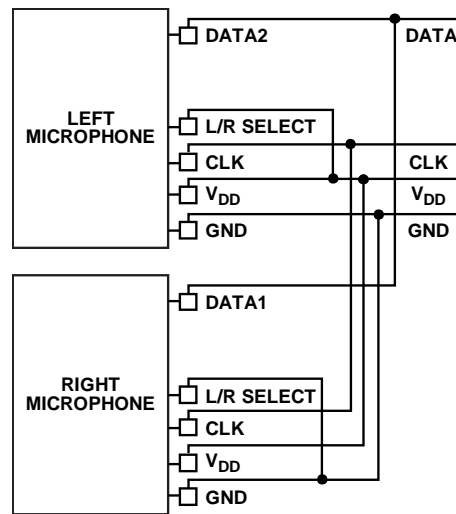 DATA2 DATA
LEFT
MICROPHONE
L/R SELECT
CLK CLK
VDD VDD
GND GND
DATA1
RIGHT
MICROPHONE
L/R SELECT
CLK
VDD
GND